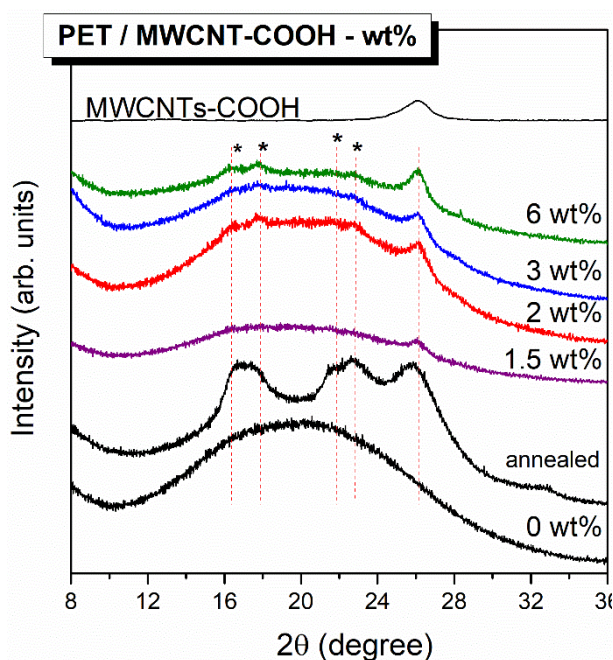 PET / MWCNT-COOH - wt%
MWCNTs-COOH
* * * *
6 wt%
3 wt%
2 wt%
1.5 wt%
annealed
0 wt%
Intensity (arb. units)
8 12 16 20 24 28 32 36
2θ (degree)